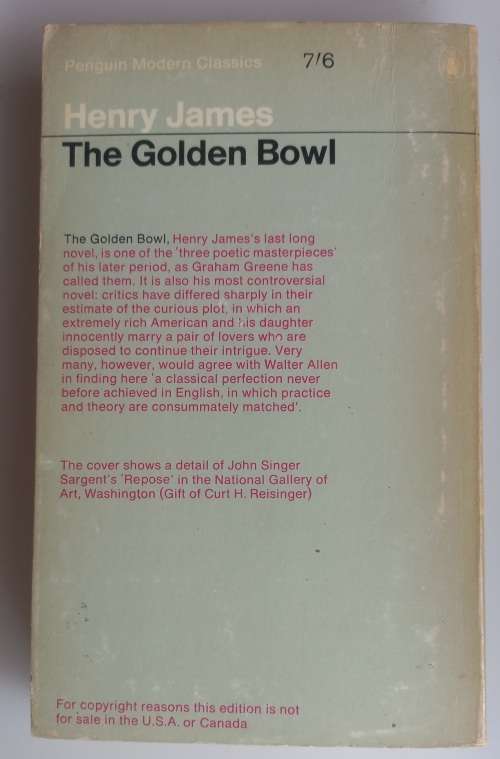 Penguin Modern Classics 7/6
Henry James
The Golden Bowl
The Golden Bowl, Henry James's last long
novel, is one of the 'three poetic masterpieces'
of his later period, as Graham Greene has
called them. It is also his most controversial
novel: critics have differed sharply in their
estimate of the curious plot, in which an
extremely rich American and his daughter
innocently marry a pair of lovers who are
disposed to continue their intrigue. Very
many, however, would agree with Walter Allen
in finding here 'a classical perfection never
before achieved in English, in which practice
and theory are consummately matched'.
The cover shows a detail of John Singer
Sargent's 'Repose' in the National Gallery of
Art, Washington (Gift of Curt H. Reisinger)
For copyright reasons this edition is not
for sale in the U.S.A. or Canada